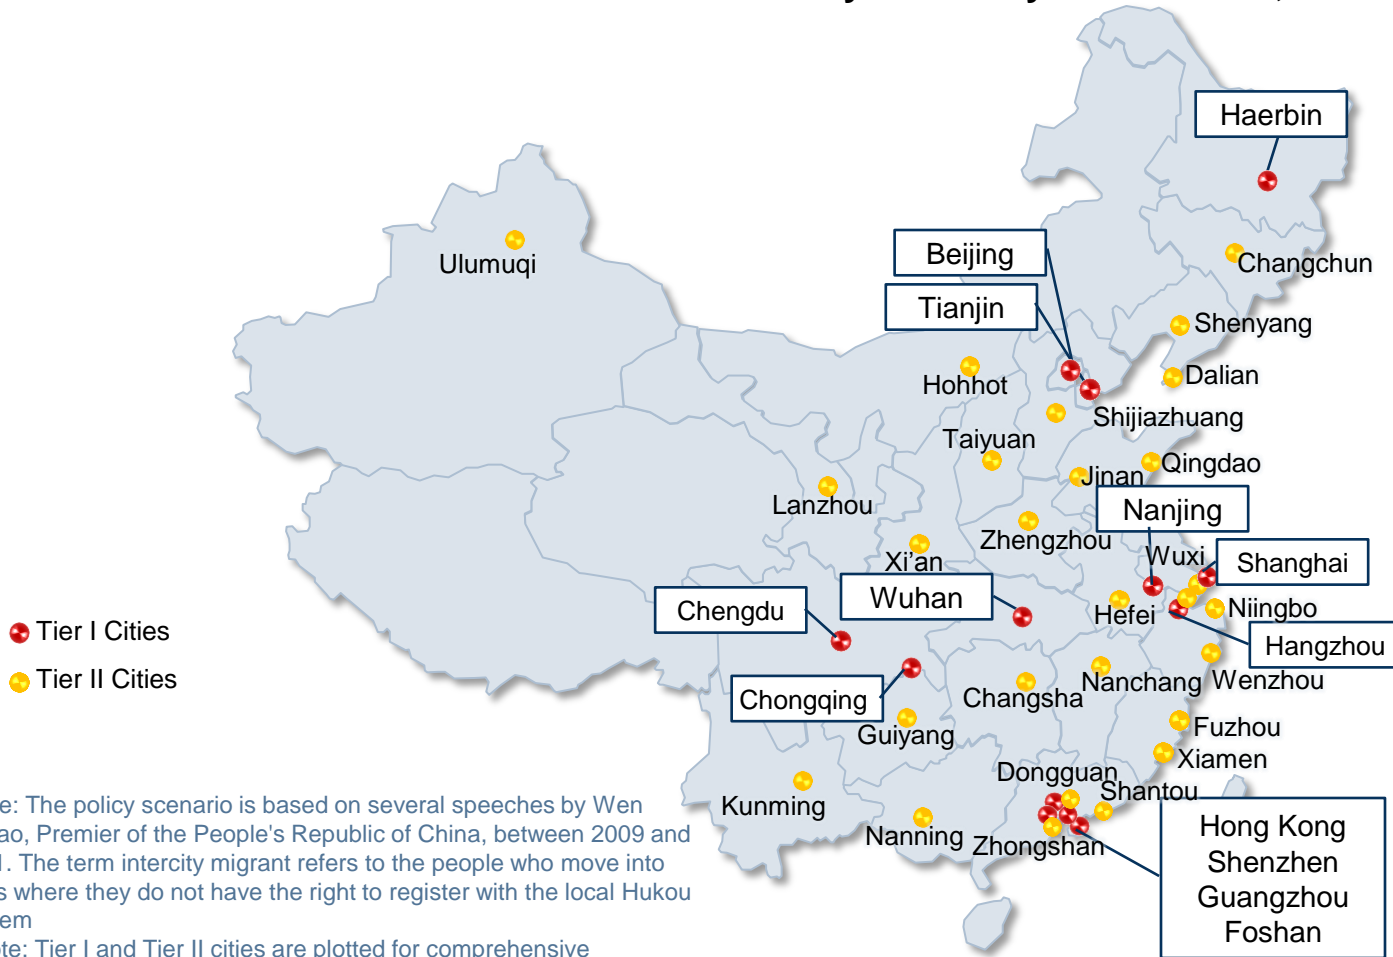 Haerbin
Beijing
Ulumuqi
Changchun
Tianjin
Shenyang
Hohhot
Dalian
Shijiazhuang
Taiyuan
Qingdao
Jinan
Lanzhou
Nanjing
Zhengzhou
Wuxi
Shanghai
Xi'an
Wuhan
Chengdu
Hefei
Niingbo
Tier I Cities
Hangzhou
Tier II Cities
Nanchang
Wenzhou
Chongqing
Changsha
Guiyang
Fuzhou
Xiamen
Dongguan
Shantou
Kunming
Nanning
Zhongshan
Hong Kong
Shenzhen
Guangzhou
Foshan
e: The policy scenario is based on several speeches by Wen
ao, Premier of the People's Republic of China, between 2009 and
1. The term intercity migrant refers to the people who move into
s where they do not have the right to register with the local Hukou
em
te: Tier I and Tier II cities are plotted for comprehensive